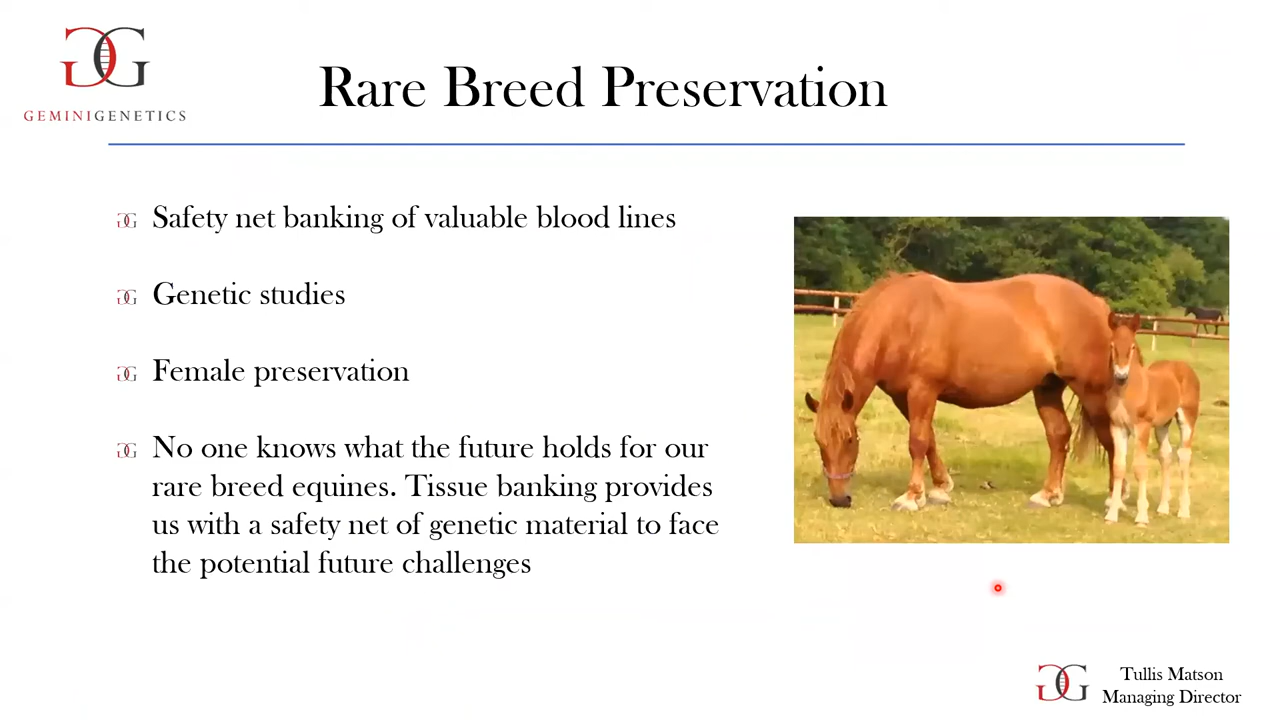 GEMINIGENETICS
Rare Breed Preservation
Safety net banking of valuable blood lines
Genetic studies
Female preservation
No one knows what the future holds for our
rare breed equines. Tissue banking provides
us with a safety net of genetic material to face
the potential future challenges
Tullis Matson
Managing Director